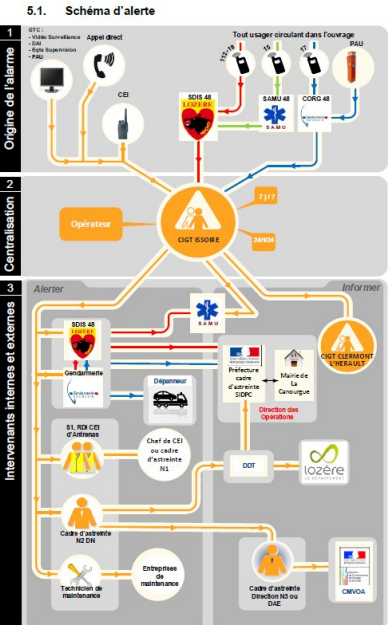 5.1. Schéma d'alerte
1
Origine de l'alarme
GTC :
- Vidéo Surveillance
- DAI
- Eqts Supervision
- PAU
Appel direct
CEI
Tout usager circulant dans l'ouvrage
112-18
15
17
PAU
SDIS 48
LOZERE
SAMU 48
SAMU
CORG 48
Gendarmerie
2
Centralisation
Opérateur
CIGT ISSOIRE
7J/7
24H/24
3
Intervenants internes et externes
Alerter
Informer
SDIS 48
LOZERE
SAMU
CIGT CLERMONT
L'HERAULT
Gendarmerie
Dépanneur
Préfecture
cadre
d'astreinte
SIDPC
Mairie de
La
Canourgue
Direction des
Opérations
S1, RDI CEI
d'Antrenas
Chef de CEI
ou cadre
d'astreinte
N1
DDT
lozère
LE DÉPARTEMENT
Cadre d'astreinte
N2 DN
Technicien de
maintenance
Entreprises
de
maintenance
Cadre d'astreinte
Direction N3 ou
DAE
CMVOA